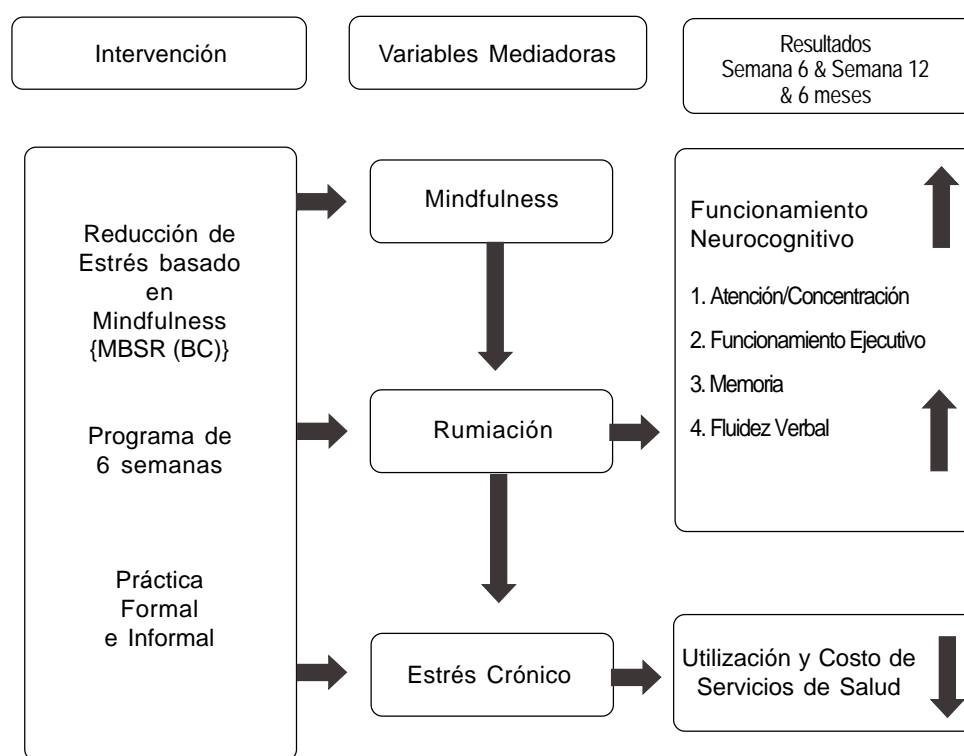 Intervención
Variables Mediadoras
Resultados
Semana 6 & Semana 12
& 6 meses
Reducción de
Estrés basado
en
Mindfulness
{MBSR (BC)}
Programa de
6 semanas
Práctica
Formal
e Informal
Mindfulness
Rumiación
Estrés Crónico
Funcionamiento
Neurocognitivo
1. Atención/Concentración
2. Funcionamiento Ejecutivo
3. Memoria
4. Fluidez Verbal
Utilización y Costo de
Servicios de Salud